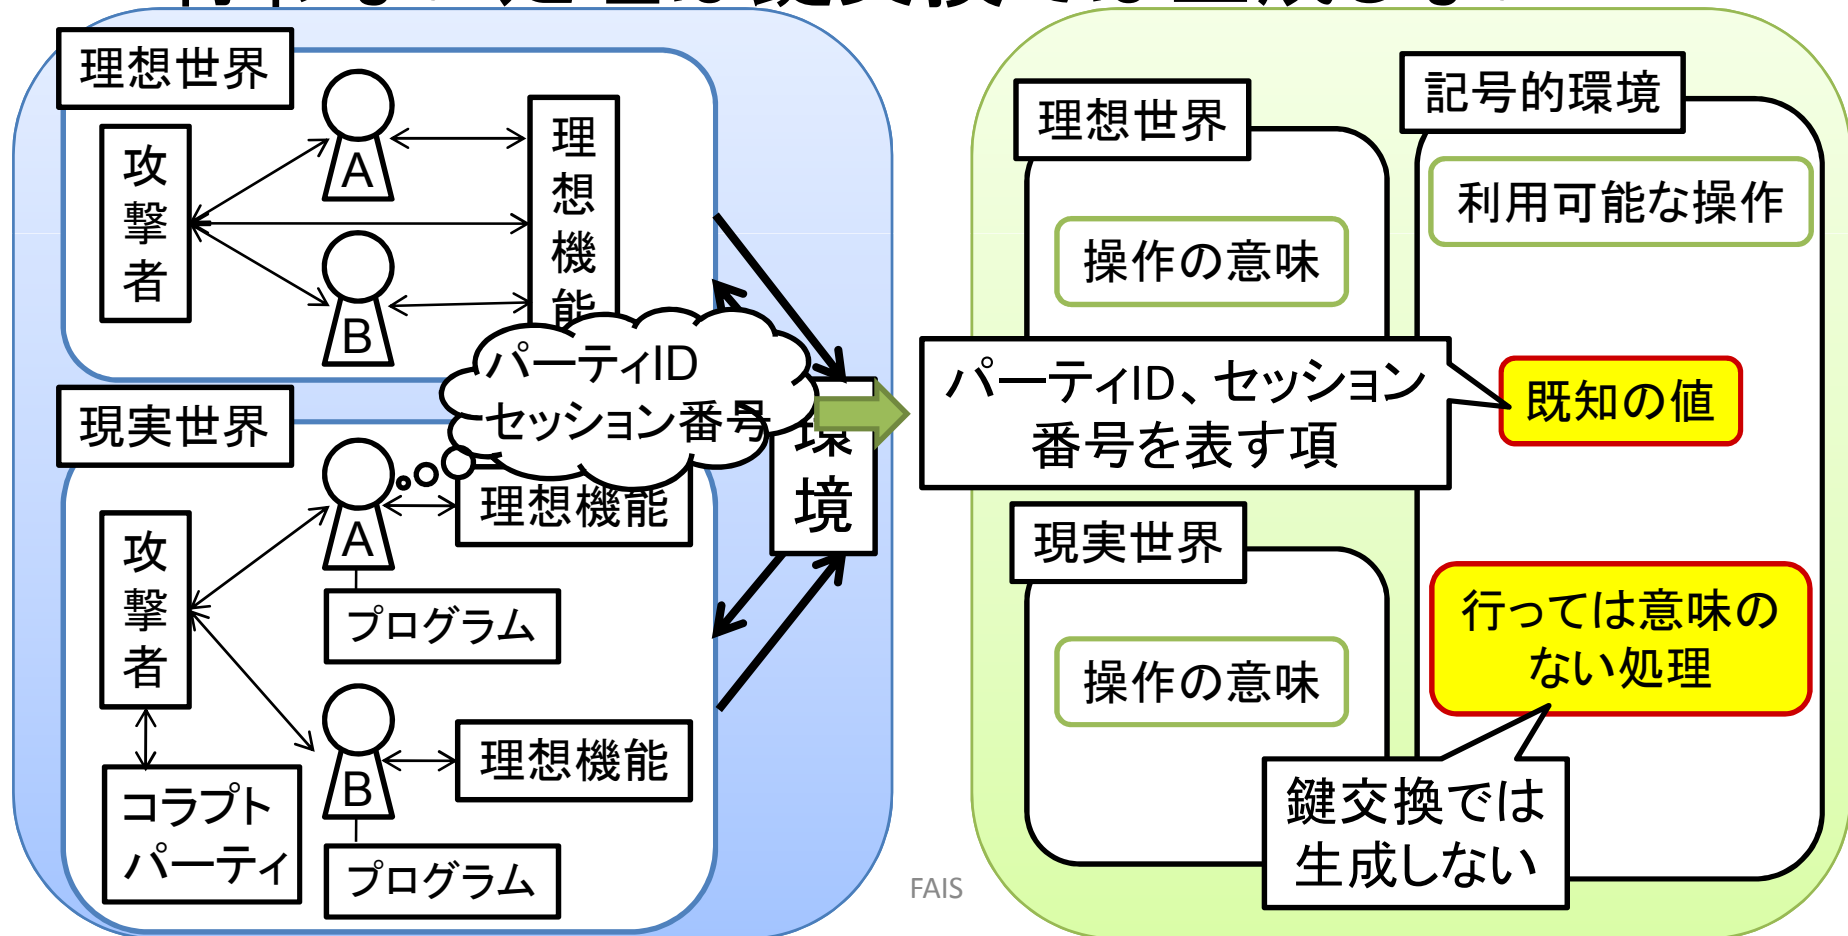 理想世界
攻撃者
A
B
理想機能
パーティID
セッション番号
環境
現実世界
攻撃者
A
理想機能
プログラム
B
理想機能
プログラム
コラプト
パーティ
理想世界
操作の意味
記号的環境
利用可能な操作
パーティID、セッション
番号を表す項
既知の値
現実世界
操作の意味
行っては意味の
ない処理
鍵交換では
生成しない
FAIS